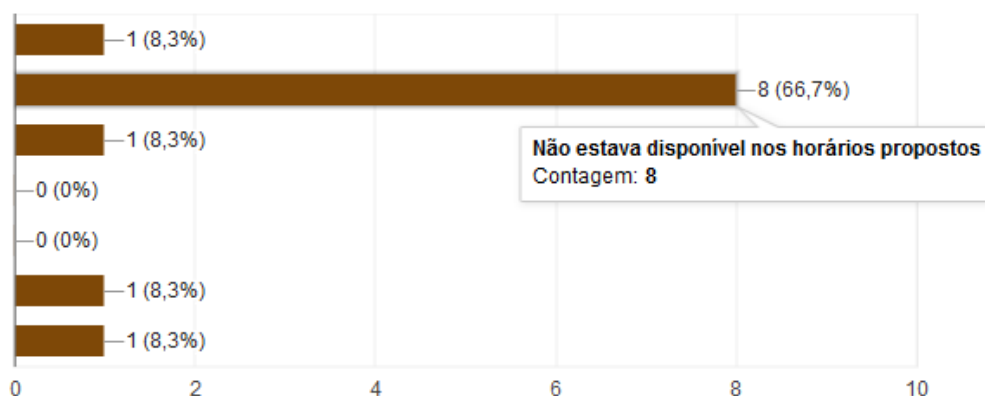 1 (8,3%)
8 (66,7%)
1 (8,3%)
Não estava disponível nos horários propostos
Contagem: 8
0 (0%)
0 (0%)
1 (8,3%)
1 (8,3%)
0 2 4 6 8 10